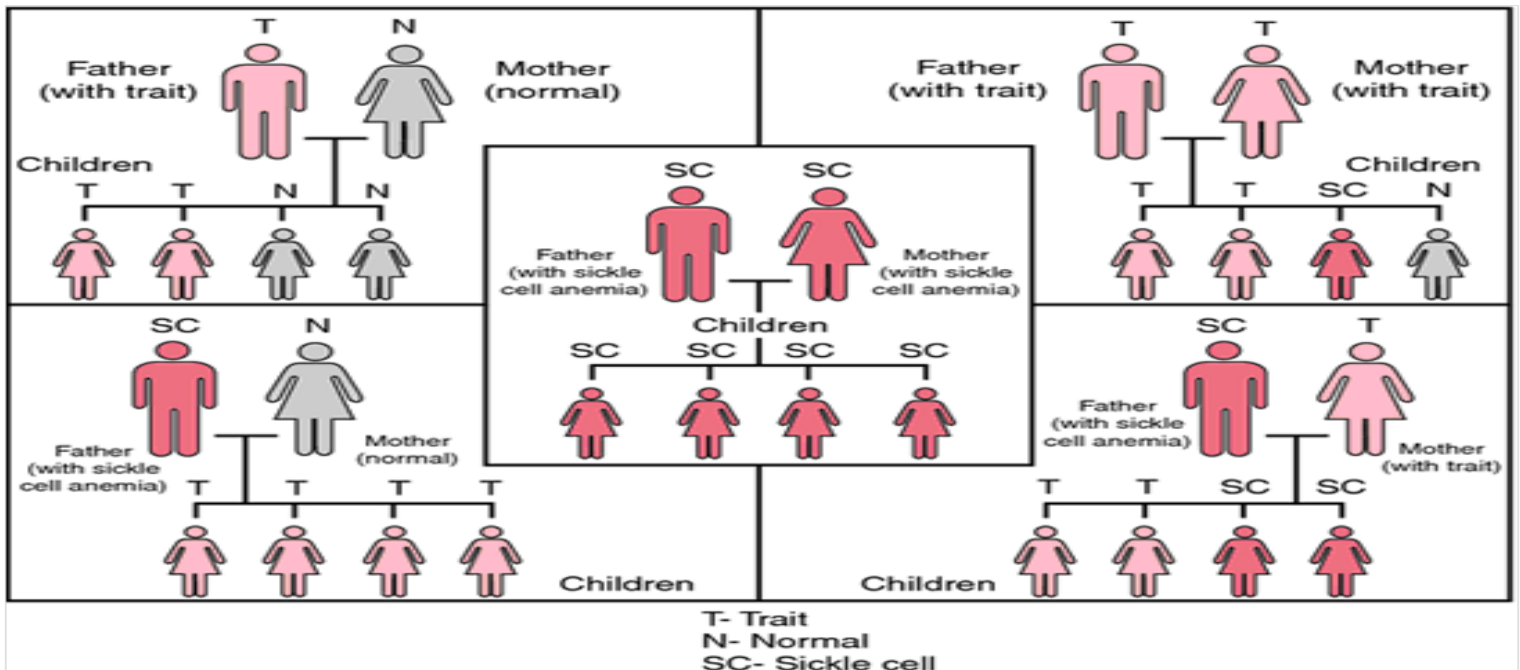 T N
Father
(with trait)
Mother
(normal)
Children
T T N N
T T
Father
(with trait)
Mother
(with trait)
Children
T T SC N
SC SC
Father
(with sickle
cell anemia)
Mother
(with sickle
cell anemia)
Children
SC SC SC SC
SC N
Father
(with sickle
cell anemia)
Mother
(normal)
T T T T
Children
SC T
Father
(with sickle
cell anemia)
Mother
(with trait)
T T SC SC
Children
T- Trait
N- Normal
SC- Sickle cell